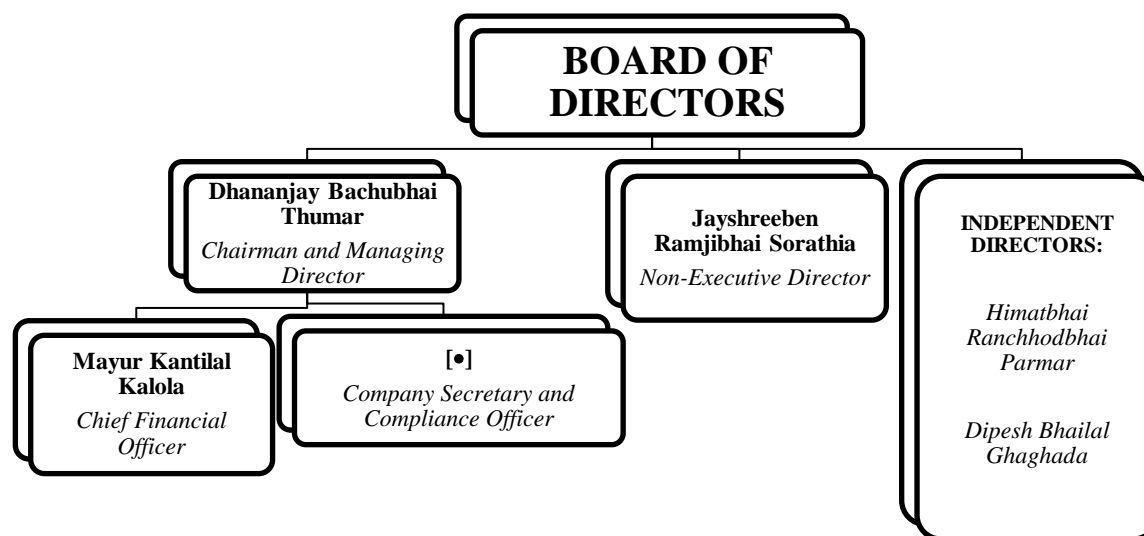 BOARD OF
DIRECTORS
Dhananjay Bachubhai
Thumar
Chairman and Managing
Director
Jayshreeben
Ramjibhai Sorathia
Non-Executive Director
INDEPENDENT
DIRECTORS:
Himatbhai
Ranchhodbhai
Parmar
Dipesh Bhailal
Ghaghada
Mayur Kantilal
Kalola
Chief Financial
Officer
[•]
Company Secretary and
Compliance Officer